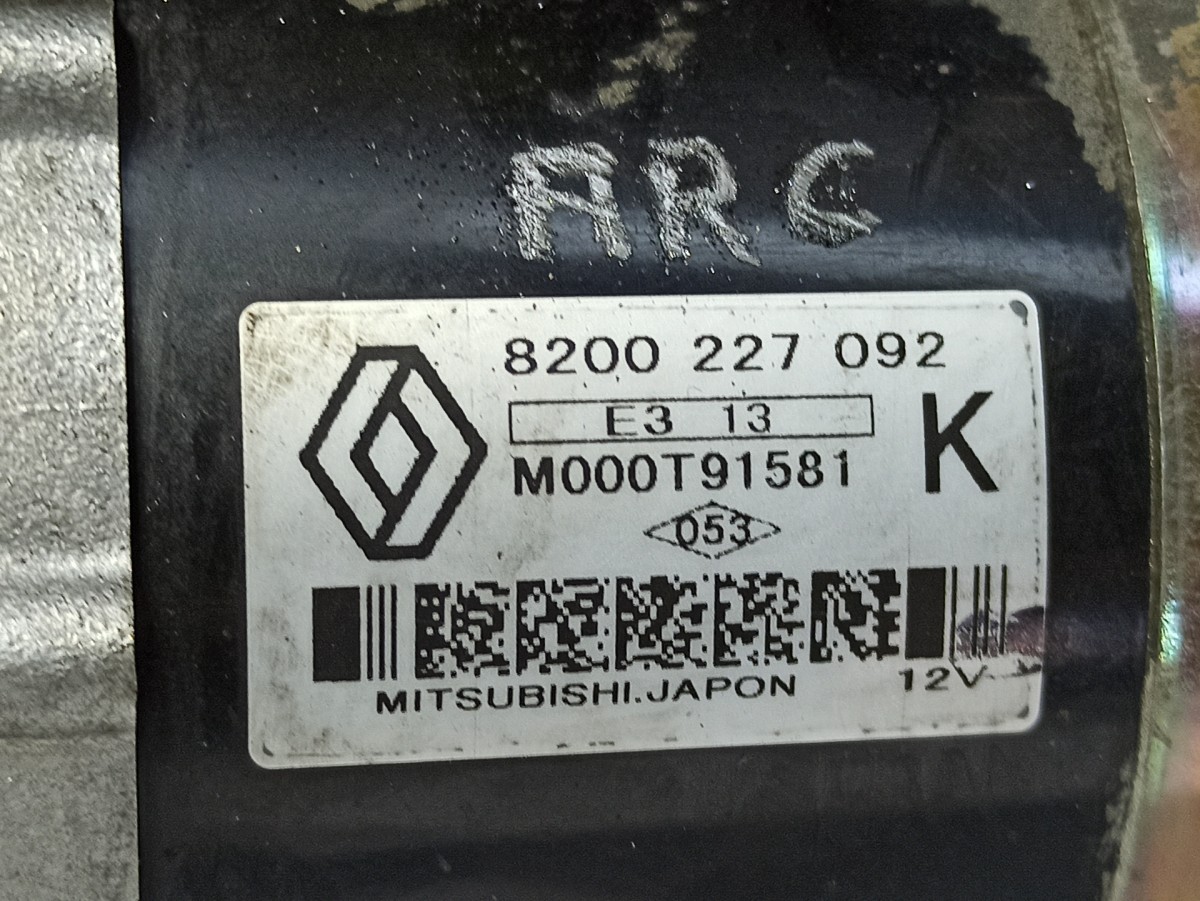 ARC
8200 227 092
E3 13
K
M000T91581
053
12V
MITSUBISHI.JAPON